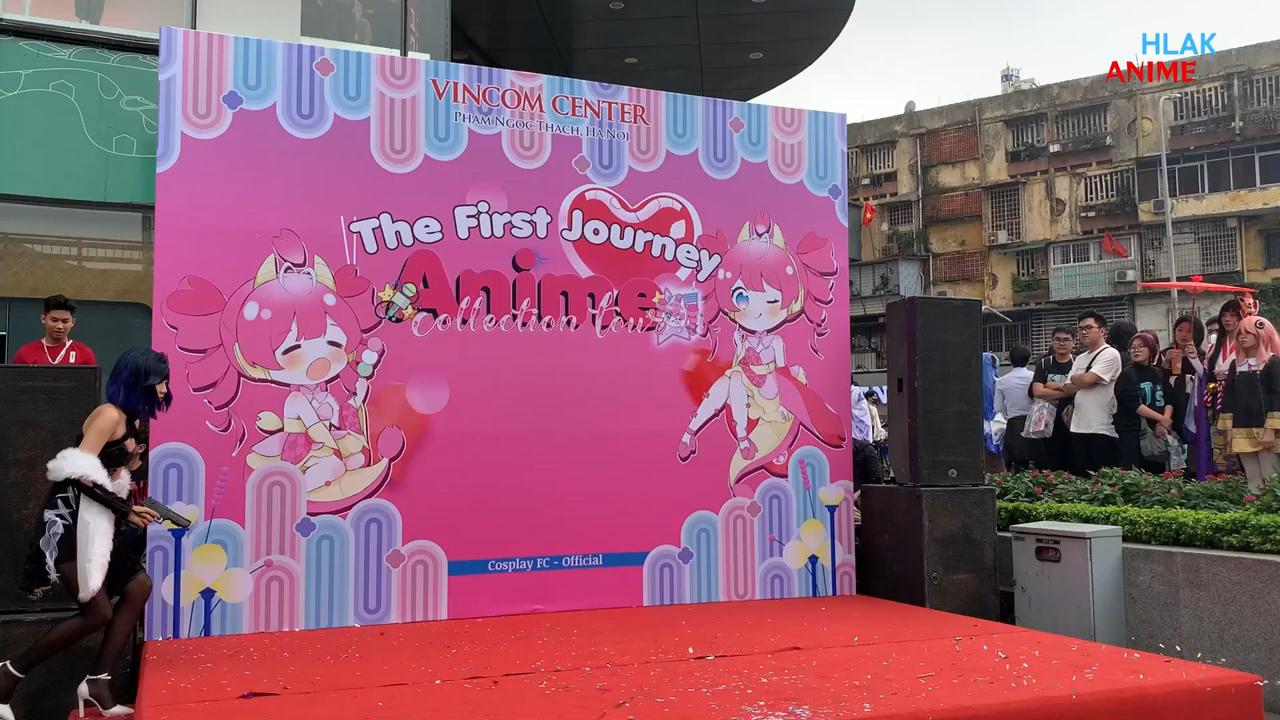 HLAK
ANIME
VINCOM CENTER
PHAM NGOC THACH, HA NOI
The First Journey
Anime
Collection tour
Cosplay FC - Official